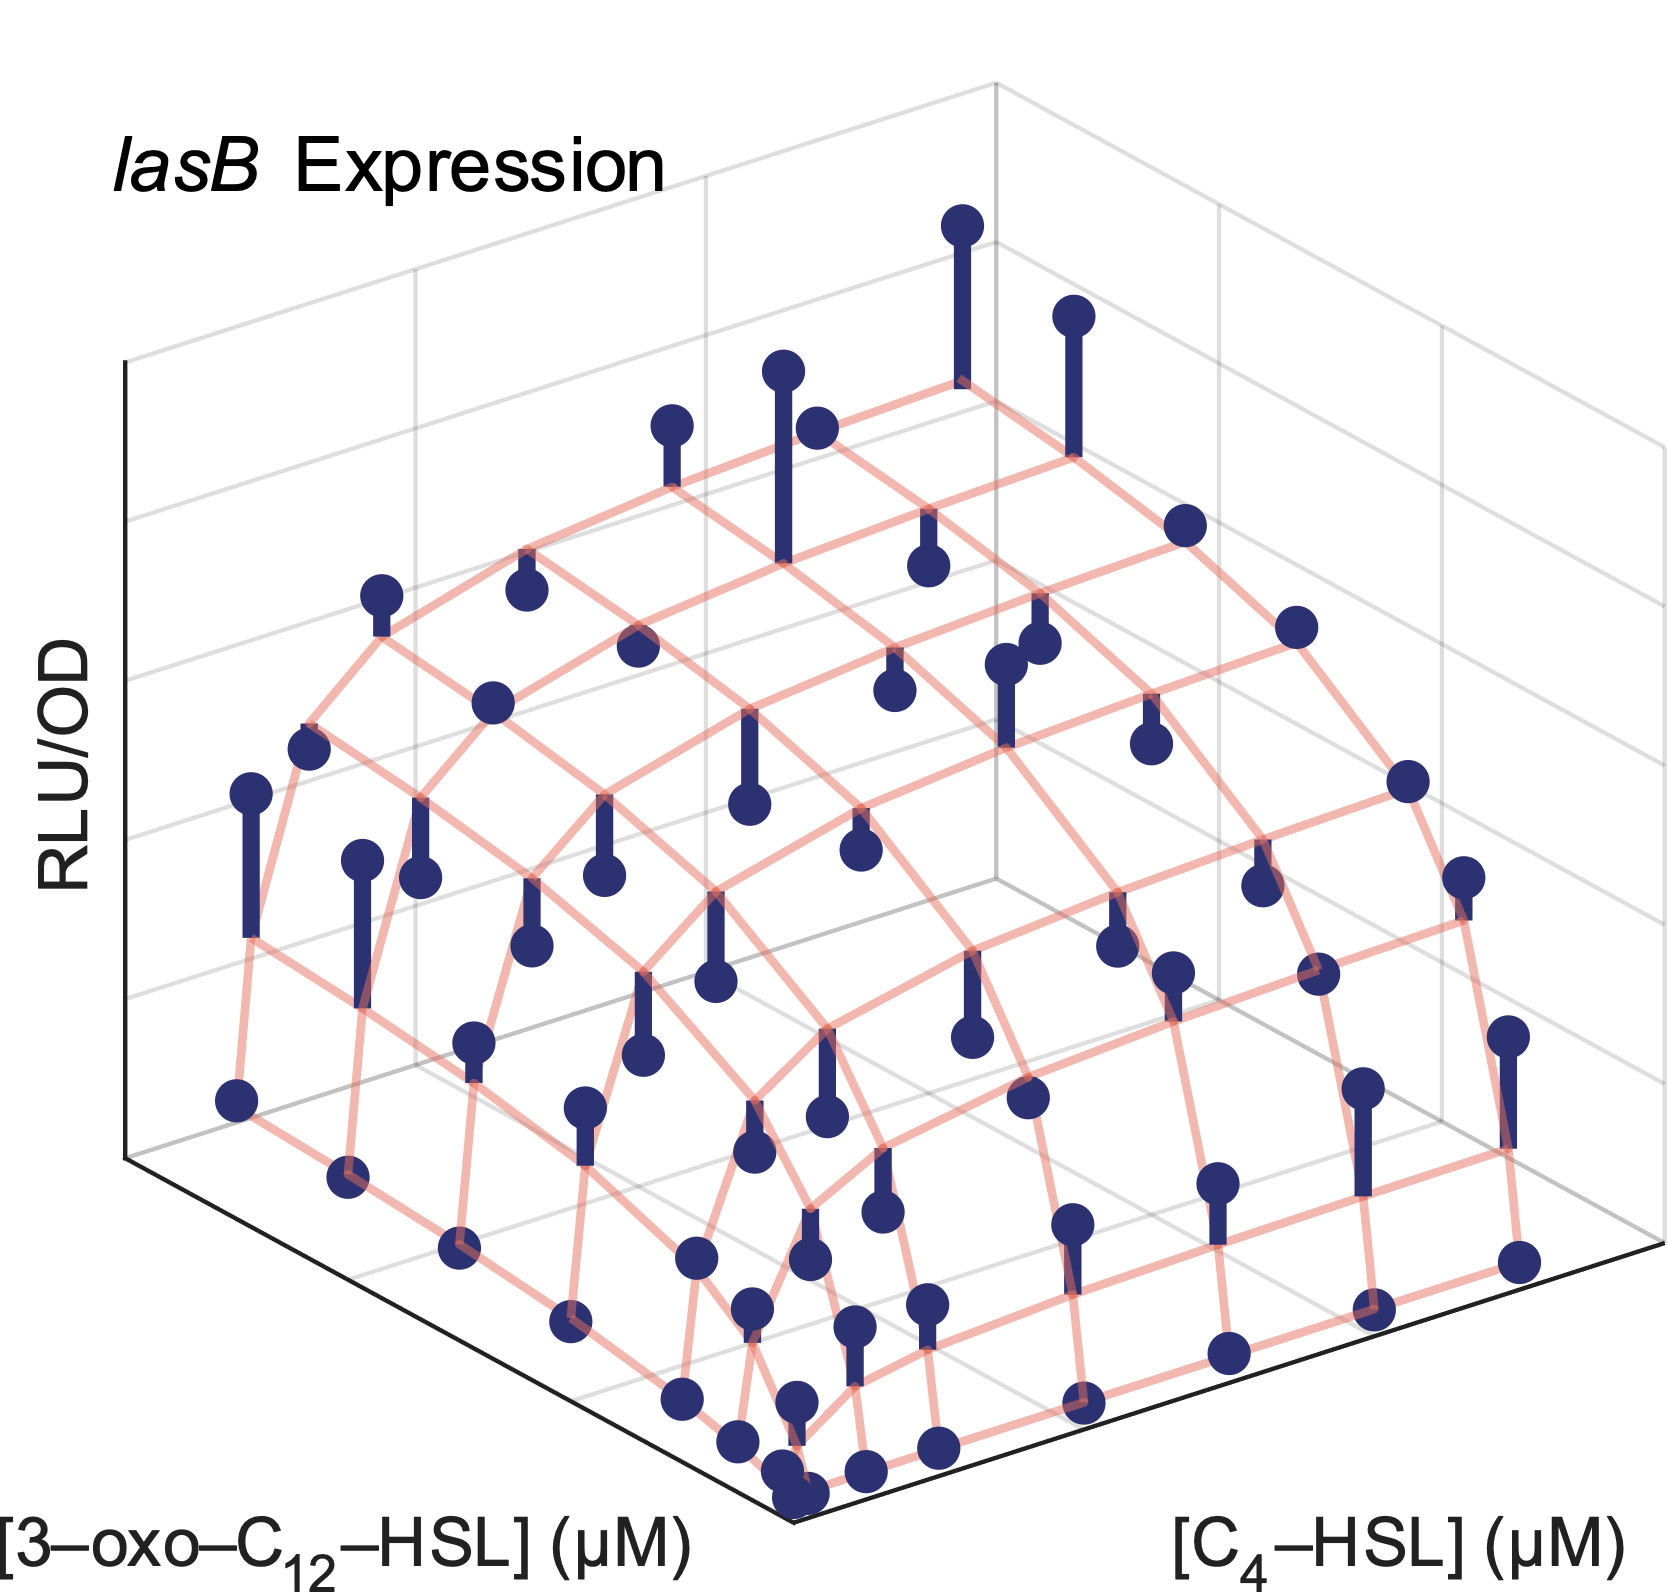 lasB Expression
RLU/OD
[3–oxo–C₁₂–HSL] (μM)
[C₄–HSL] (μM)